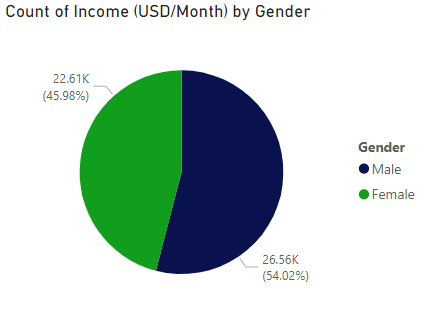 Count of Income (USD/Month) by Gender
22.61K
(45.98%)
Gender
Male
Female
26.56K
(54.02%)